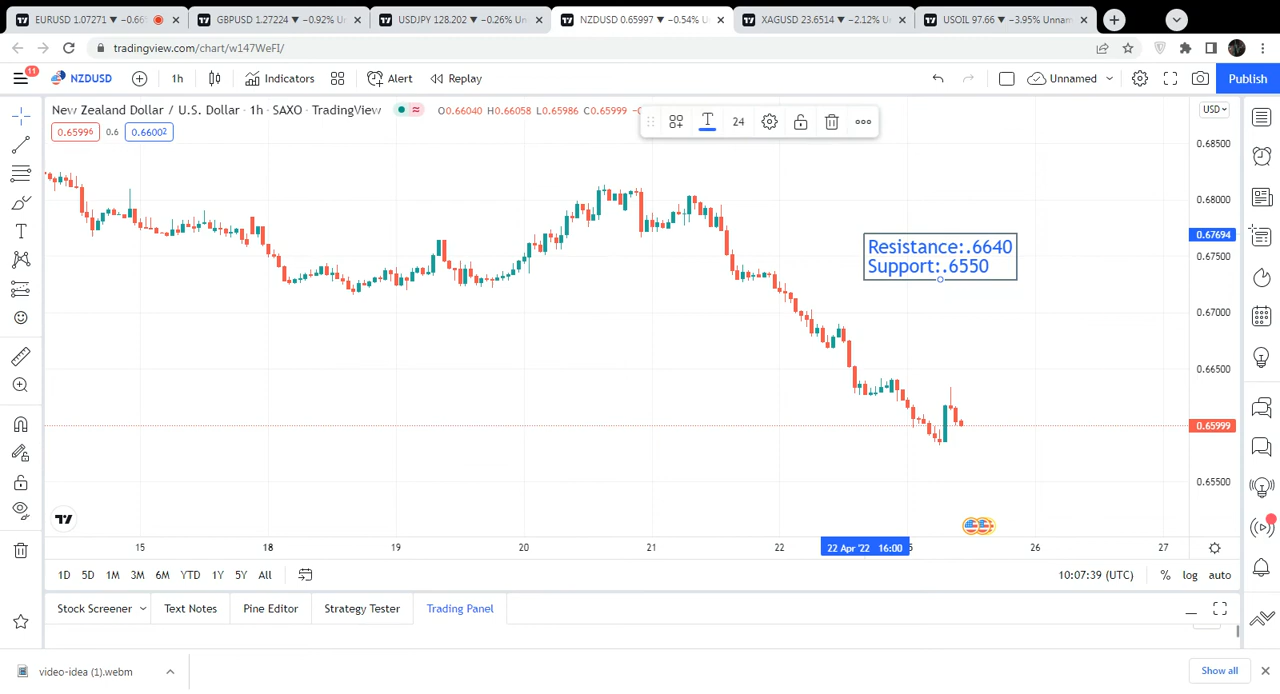 EURUSD 1.07271 ▼ −0.66
GBPUSD 1.27224 ▼ −0.92% Un
USDJPY 128.202 ▼ −0.26% Unna
NZDUSD 0.65997 ▼ −0.54% Un
XAGUSD 23.6514 ▼ −2.12% Un
USOIL 97.66 ▼ −3.95% Unnam
tradingview.com/chart/w147WeFI/
11
NZDUSD
1h
Indicators
Alert
Replay
Unnamed
Publish
New Zealand Dollar / U.S. Dollar · 1h · SAXO · TradingView
O0.66040 H0.66058 L0.65986 C0.65999
0.65996 0.6 0.66002
24
USD
0.68500
0.68000
0.67694
0.67500
0.67000
0.66500
0.65999
0.65500
Resistance:.6640
Support:.6550
15 18 19 20 21 22 22 Apr '22 16:00 26 27
1D 5D 1M 3M 6M YTD 1Y 5Y All
10:07:39 (UTC) % log auto
Stock Screener Text Notes Pine Editor Strategy Tester Trading Panel
video-idea (1).webm
Show all